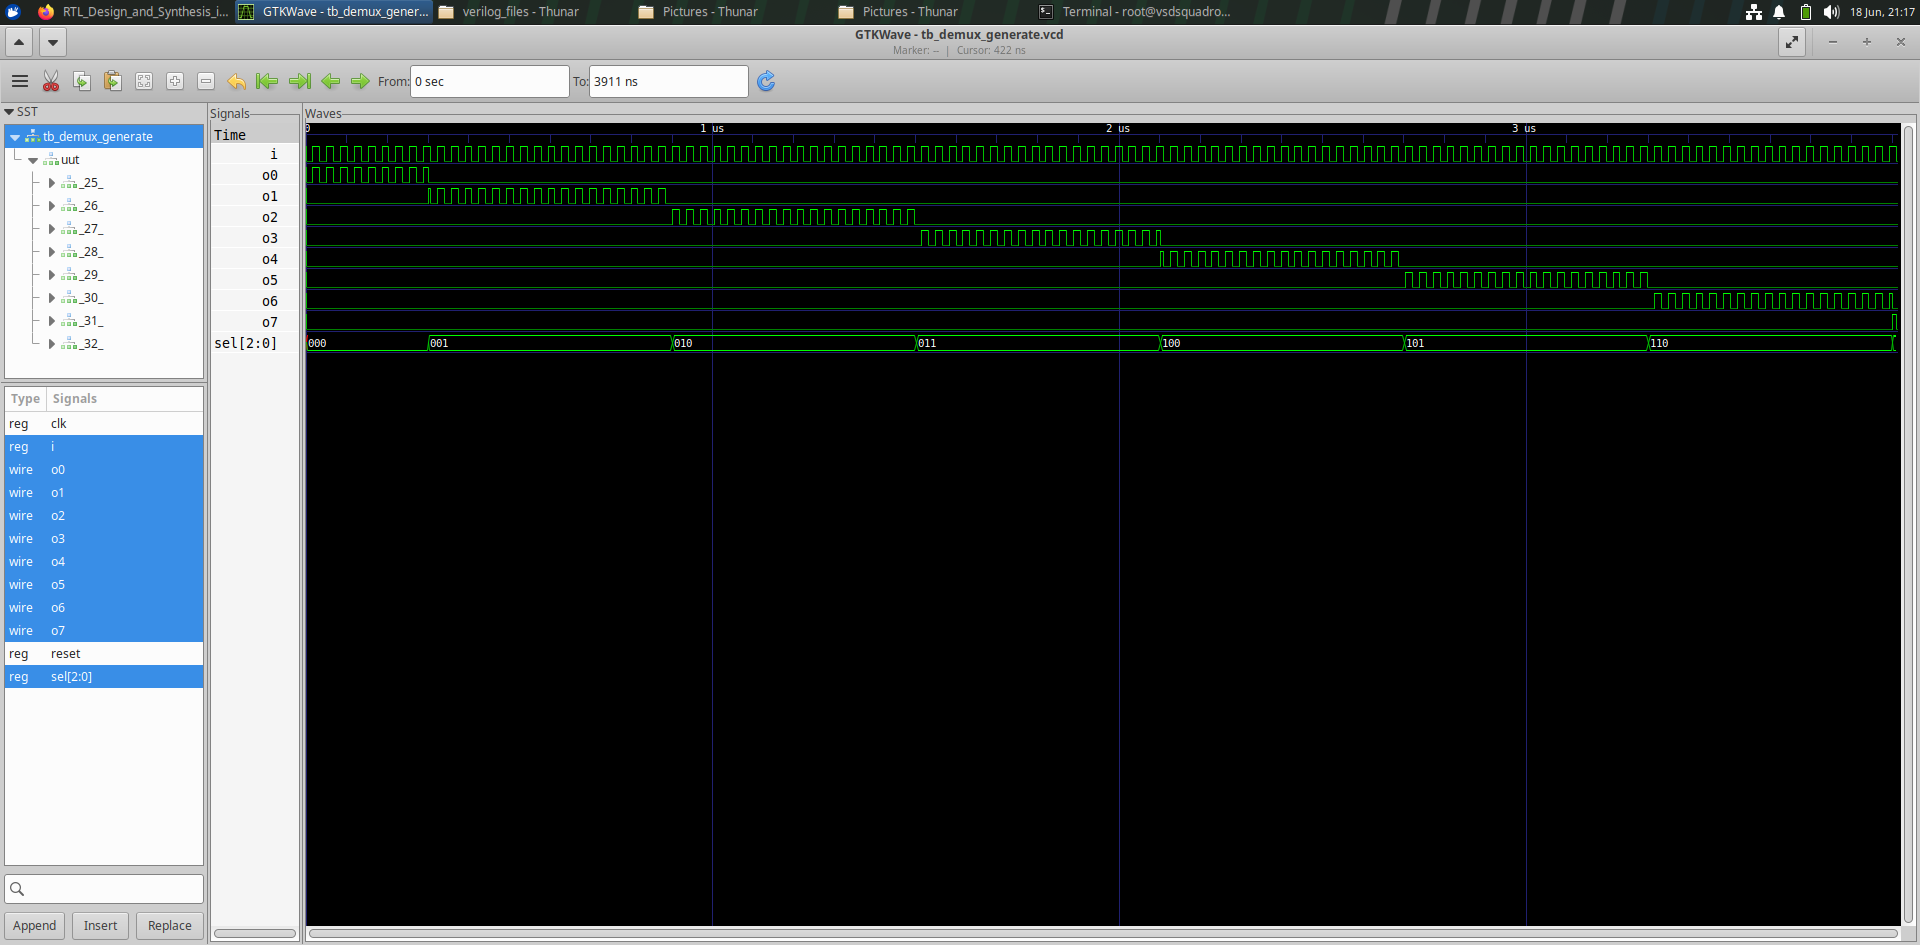 RTL_Design_and_Synthesis_i...
GTKWave - tb_demux_gener...
verilog_files - Thunar
Pictures - Thunar
Pictures - Thunar
Terminal - root@vsdsquadro...
18 Jun, 21:17
GTKWave - tb_demux_generate.vcd
Marker: -- | Cursor: 422 ns
From: 0 sec
To: 3911 ns
SST
tb_demux_generate
uut
_25_
_26_
_27_
_28_
_29_
_30_
_31_
_32_
Type Signals
reg clk
reg i
wire o0
wire o1
wire o2
wire o3
wire o4
wire o5
wire o6
wire o7
reg reset
reg sel[2:0]
Append Insert Replace
Signals
Time
i
o0
o1
o2
o3
o4
o5
o6
o7
sel[2:0]
Waves
0 1 us 2 us 3 us
000 001 010 011 100 101 110